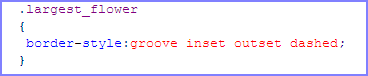 .largest_flower
{
border-style:groove inset outset dashed;
}